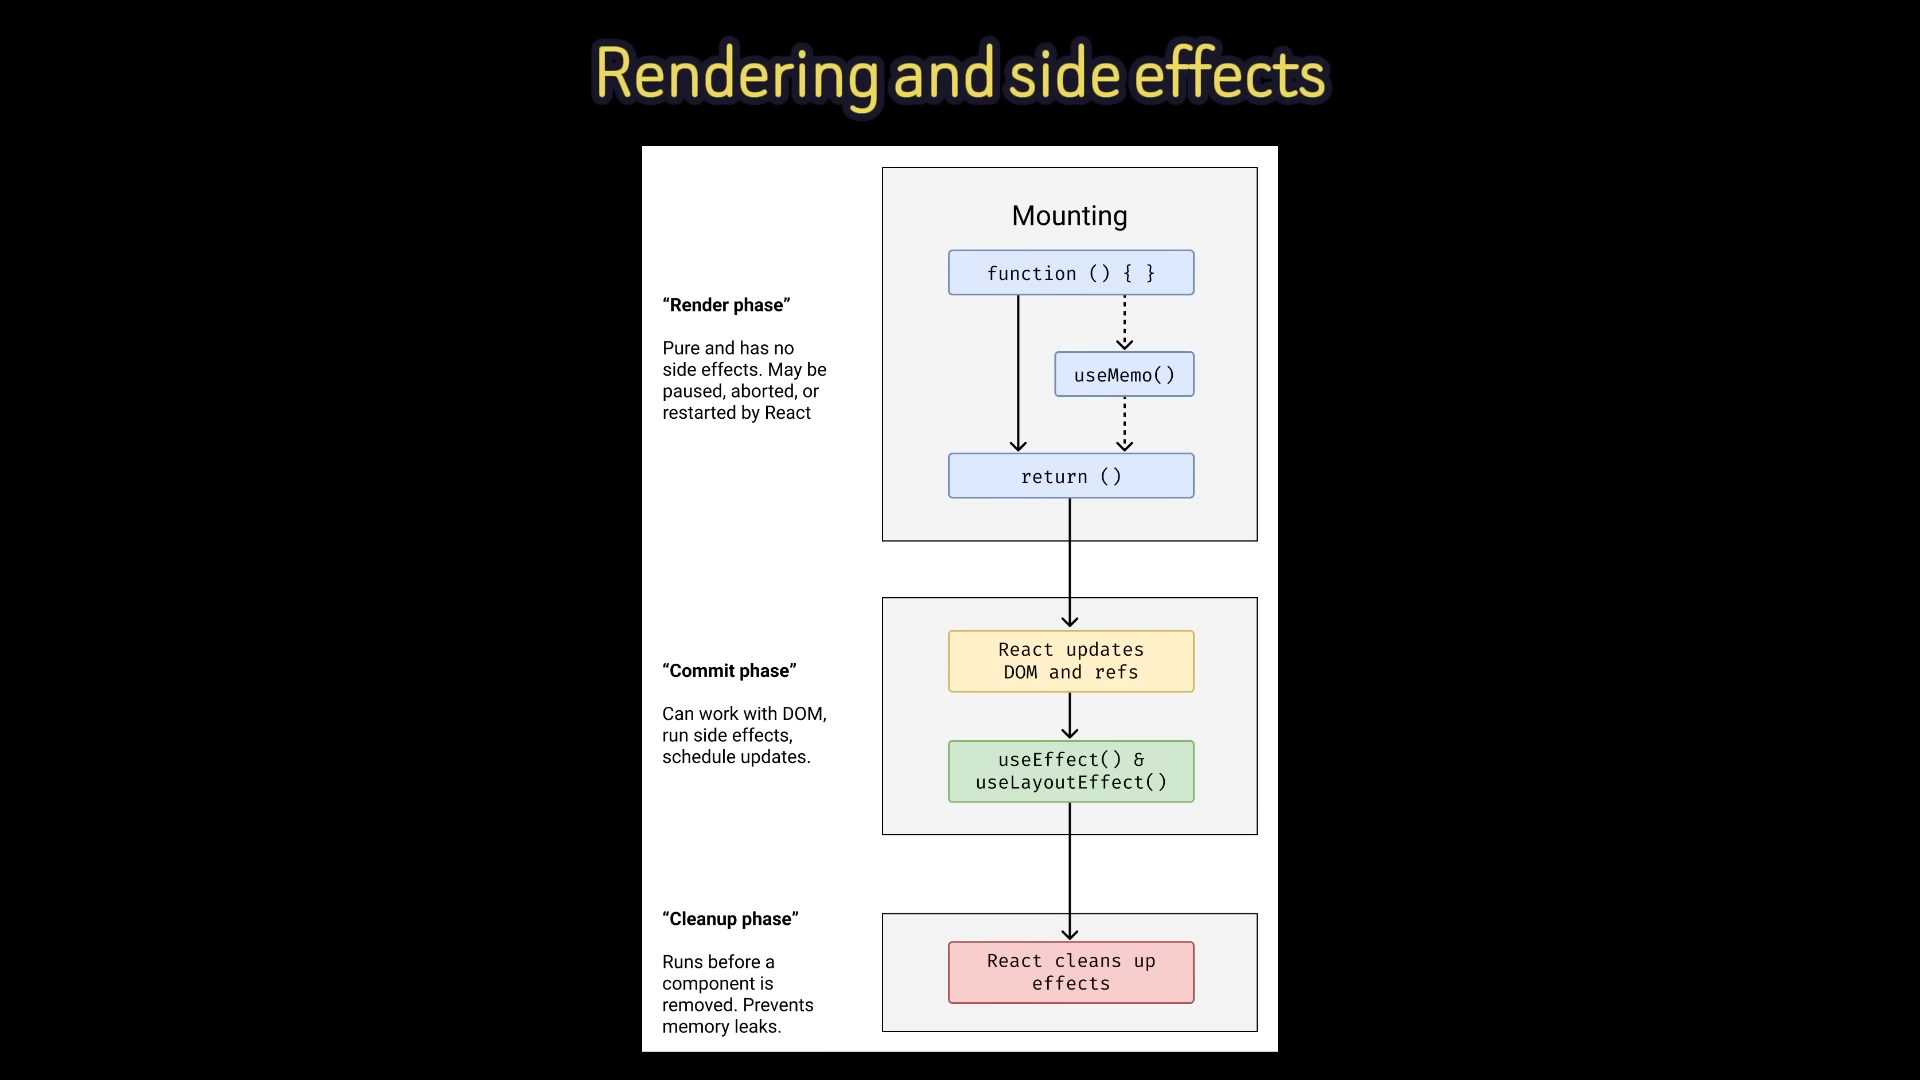 Rendering and side effects
Mounting
function () { }
“Render phase”
Pure and has no
side effects. May be
paused, aborted, or
restarted by React
useMemo()
return ()
React updates
DOM and refs
“Commit phase”
Can work with DOM,
run side effects,
schedule updates.
useEffect() &
useLayoutEffect()
“Cleanup phase”
Runs before a
component is
removed. Prevents
memory leaks.
React cleans up
effects